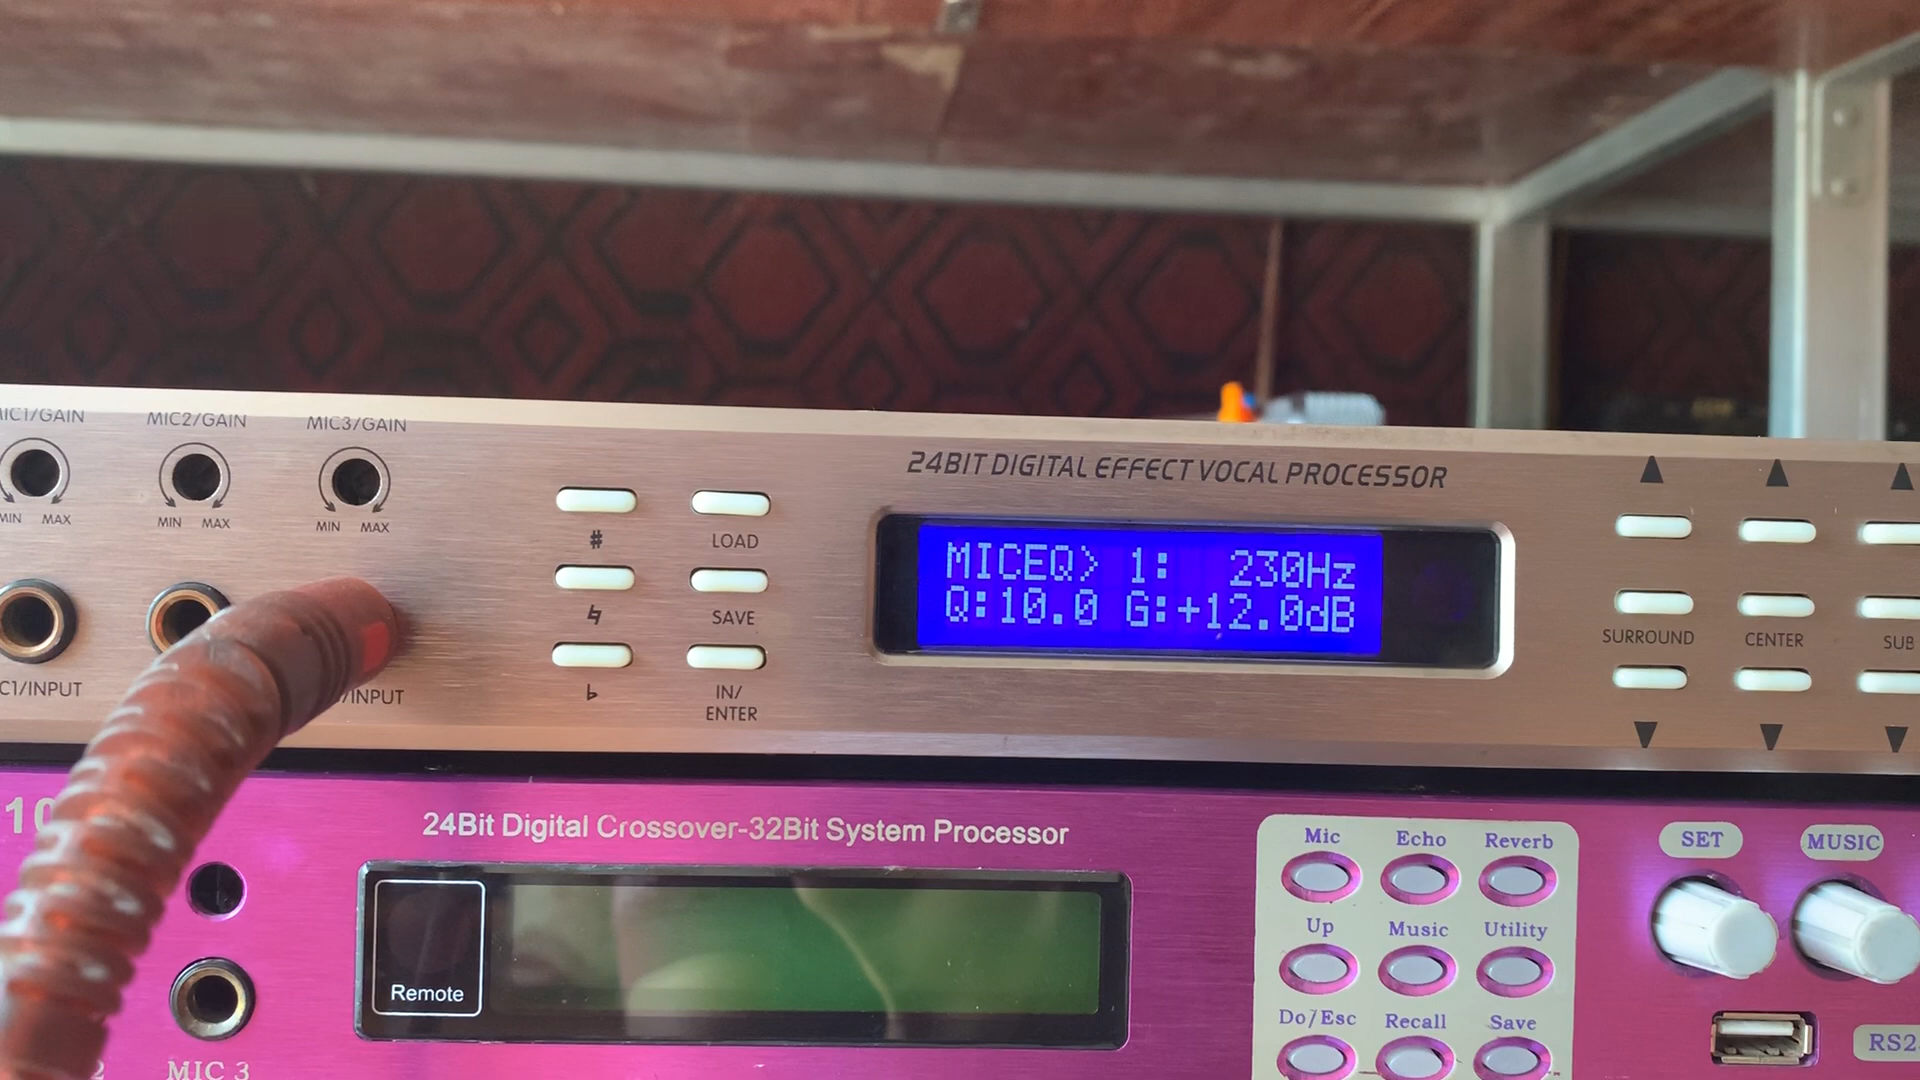 MIC1/GAIN
MIC2/GAIN
MIC3/GAIN
MIN MAX
MIN MAX
MIN MAX
24BIT DIGITAL EFFECT VOCAL PROCESSOR
#
LOAD
♮
SAVE
♭
IN/
ENTER
MICEQ> 1: 230Hz
Q:10.0 G:+12.0dB
SURROUND
CENTER
SUB
C1/INPUT
/INPUT
10
24Bit Digital Crossover-32Bit System Processor
Remote
Mic
Echo
Reverb
Up
Music
Utility
Do/Esc
Recall
Save
SET
MUSIC
RS2
2
MIC 3